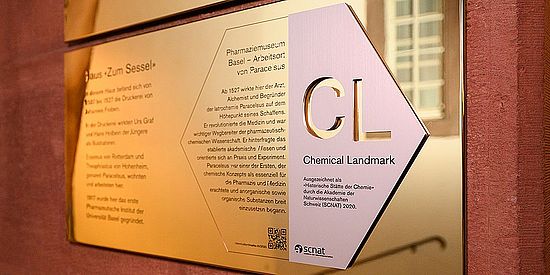 Haus «Zum Sessel»
In diesem Haus befand sich von
1507 bis 1527 die Druckerei von
Johannes Froben.
In der Druckerei wirkten Urs Graf
und Hans Holbein der Jüngere
als Illustratoren.
Erasmus von Rotterdam und
Theophrastus von Hohenheim,
genannt Paracelsus, wohnten
und arbeiteten hier.
1917 wurde hier das erste
Pharmazeutische Institut der
Universität Basel gegründet.
Pharmaziemuseum
Basel – Arbeitsort
von Paracelsus
Ab 1527 wirkte hier der Arzt,
Alchemist und Begründer
der Iatrochemie Paracelsus auf dem
Höhepunkt seines Schaffens.
Er revolutionierte die Medizin und war
wichtiger Wegbereiter der pharmazeutisch-
chemischen Wissenschaft. Er hinterfragte das
etablierte akademische Wissen und
orientierte sich an Praxis und Experiment.
Paracelsus war einer der Ersten, der
chemische Konzepte als essenziell für
die Pharmazie und Medizin
erachtete und anorganische sowie
organische Substanzen breit
einzusetzen begann.
CL
Chemical Landmark
Ausgezeichnet als
«Historische Stätte der Chemie»
durch die Akademie der
Naturwissenschaften
Schweiz (SCNAT) 2020.
scnat